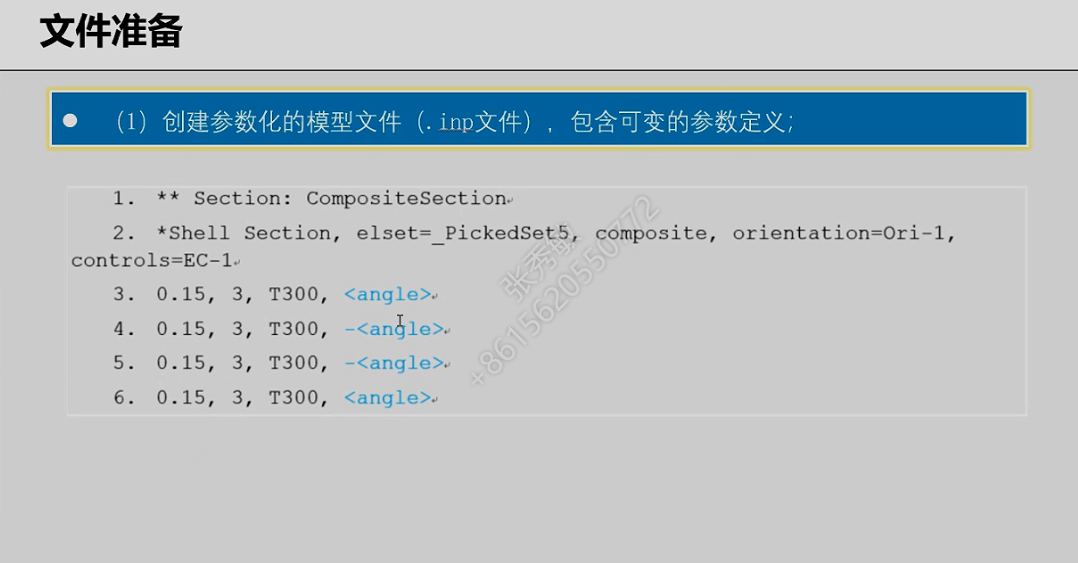 文件准备
(1) 创建参数化的模型文件 (.inp文件) ，包含可变的参数定义;
1. ** Section: CompositeSection
2. *Shell Section, elset=_PickedSet5, composite, orientation=Ori-1,
controls=EC-1
3. 0.15, 3, T300, <angle>
4. 0.15, 3, T300, -<angle>
5. 0.15, 3, T300, -<angle>
6. 0.15, 3, T300, <angle>
张秀敏
+8615620550772